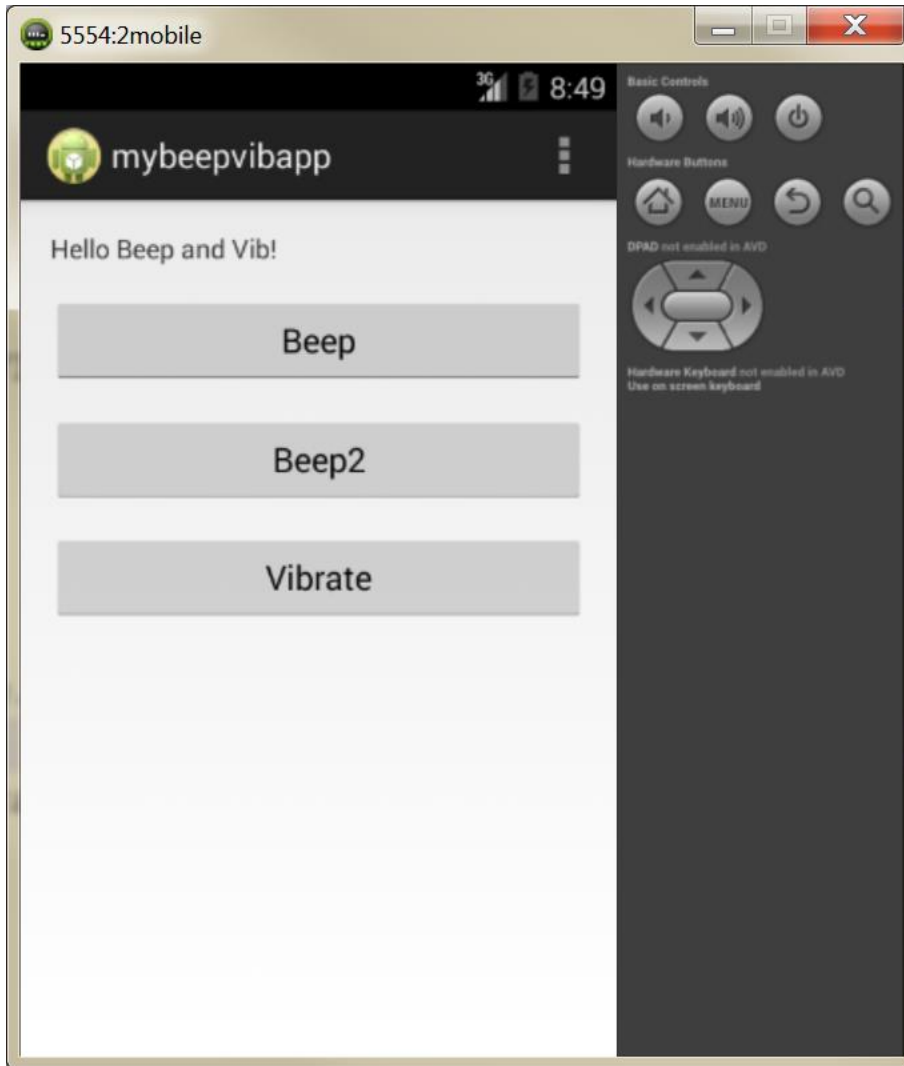 5554:2mobile
3G 8:49
mybeepvibapp
Hello Beep and Vib!
Beep
Beep2
Vibrate
Basic Controls
Hardware Buttons
MENU
DPAD not enabled in AVD
Hardware Keyboard not enabled in AVD
Use on screen keyboard